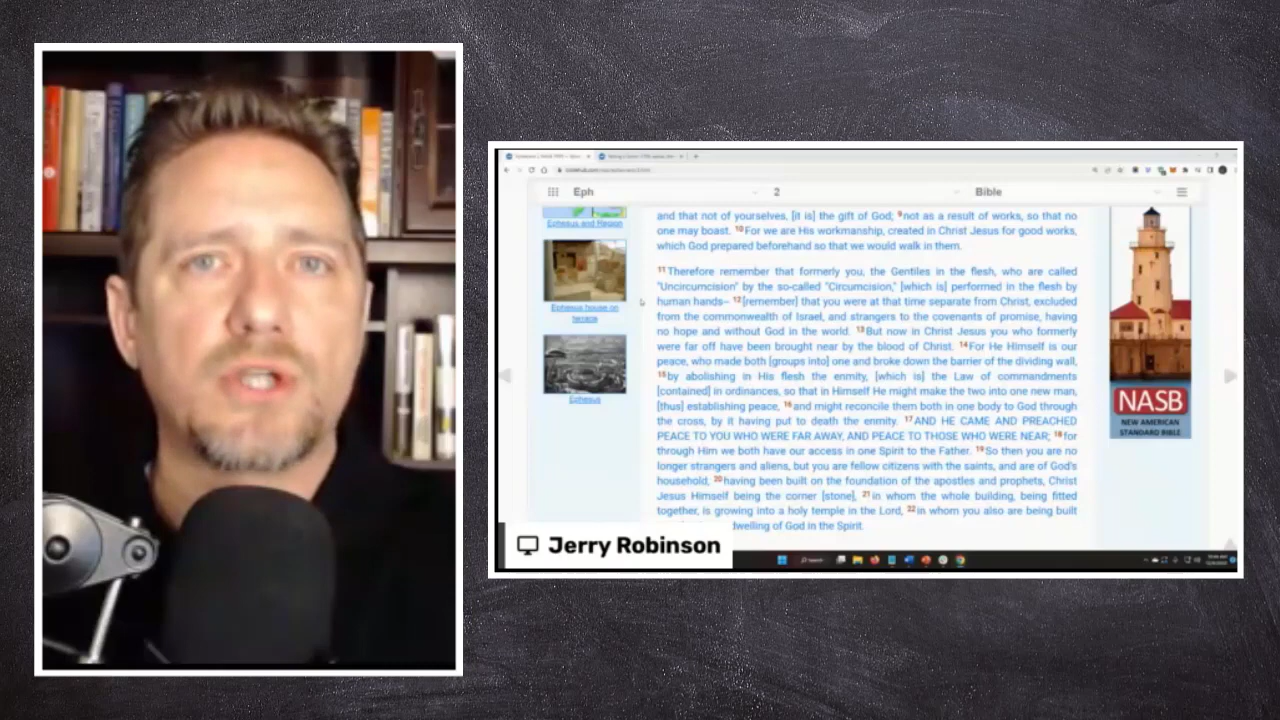 Eph 2 Bible
Ephesus and Region
Ephesus house on
terrace
Ephesus
and that not of yourselves, [it is] the gift of God; 9 not as a result of works, so that no
one may boast. 10 For we are His workmanship, created in Christ Jesus for good works,
which God prepared beforehand so that we would walk in them.
11 Therefore remember that formerly you, the Gentiles in the flesh, who are called
"Uncircumcision" by the so-called "Circumcision," [which is] performed in the flesh by
human hands– 12 [remember] that you were at that time separate from Christ, excluded
from the commonwealth of Israel, and strangers to the covenants of promise, having
no hope and without God in the world. 13 But now in Christ Jesus you who formerly
were far off have been brought near by the blood of Christ. 14 For He Himself is our
peace, who made both [groups into] one and broke down the barrier of the dividing wall,
15 by abolishing in His flesh the enmity, [which is] the Law of commandments
[contained] in ordinances, so that in Himself He might make the two into one new man,
[thus] establishing peace, 16 and might reconcile them both in one body to God through
the cross, by it having put to death the enmity. 17 AND HE CAME AND PREACHED
PEACE TO YOU WHO WERE FAR AWAY, AND PEACE TO THOSE WHO WERE NEAR; 18 for
through Him we both have our access in one Spirit to the Father. 19 So then you are no
longer strangers and aliens, but you are fellow citizens with the saints, and are of God's
household, 20 having been built on the foundation of the apostles and prophets, Christ
Jesus Himself being the corner [stone], 21 in whom the whole building, being fitted
together, is growing into a holy temple in the Lord, 22 in whom you also are being built
dwelling of God in the Spirit.
NASB
NEW AMERICAN
STANDARD BIBLE
Jerry Robinson